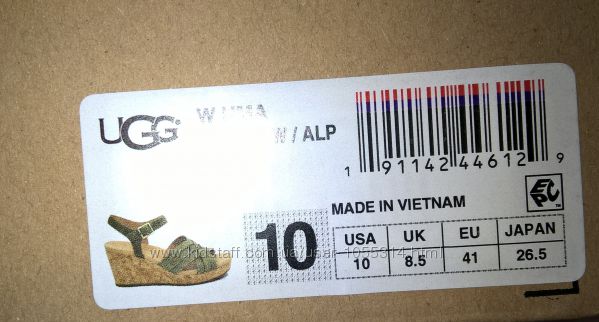 UGG®
W
/ ALP
1 91142 44612 9
EPC™
MADE IN VIETNAM
10
USA UK EU JAPAN
10 8.5 41 26.5